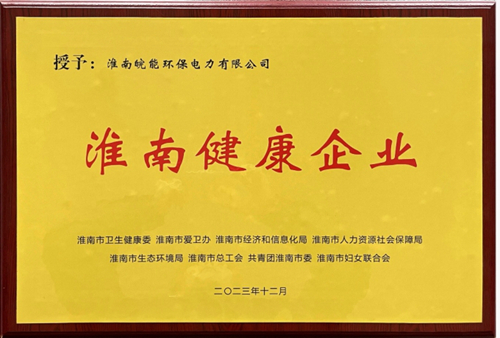 授予：淮南皖能环保电力有限公司
淮南健康企业
淮南市卫生健康委 淮南市爱卫办 淮南市经济和信息化局 淮南市人力资源社会保障局
淮南市生态环境局 淮南市总工会 共青团淮南市委 淮南市妇女联合会
二〇二三年十二月